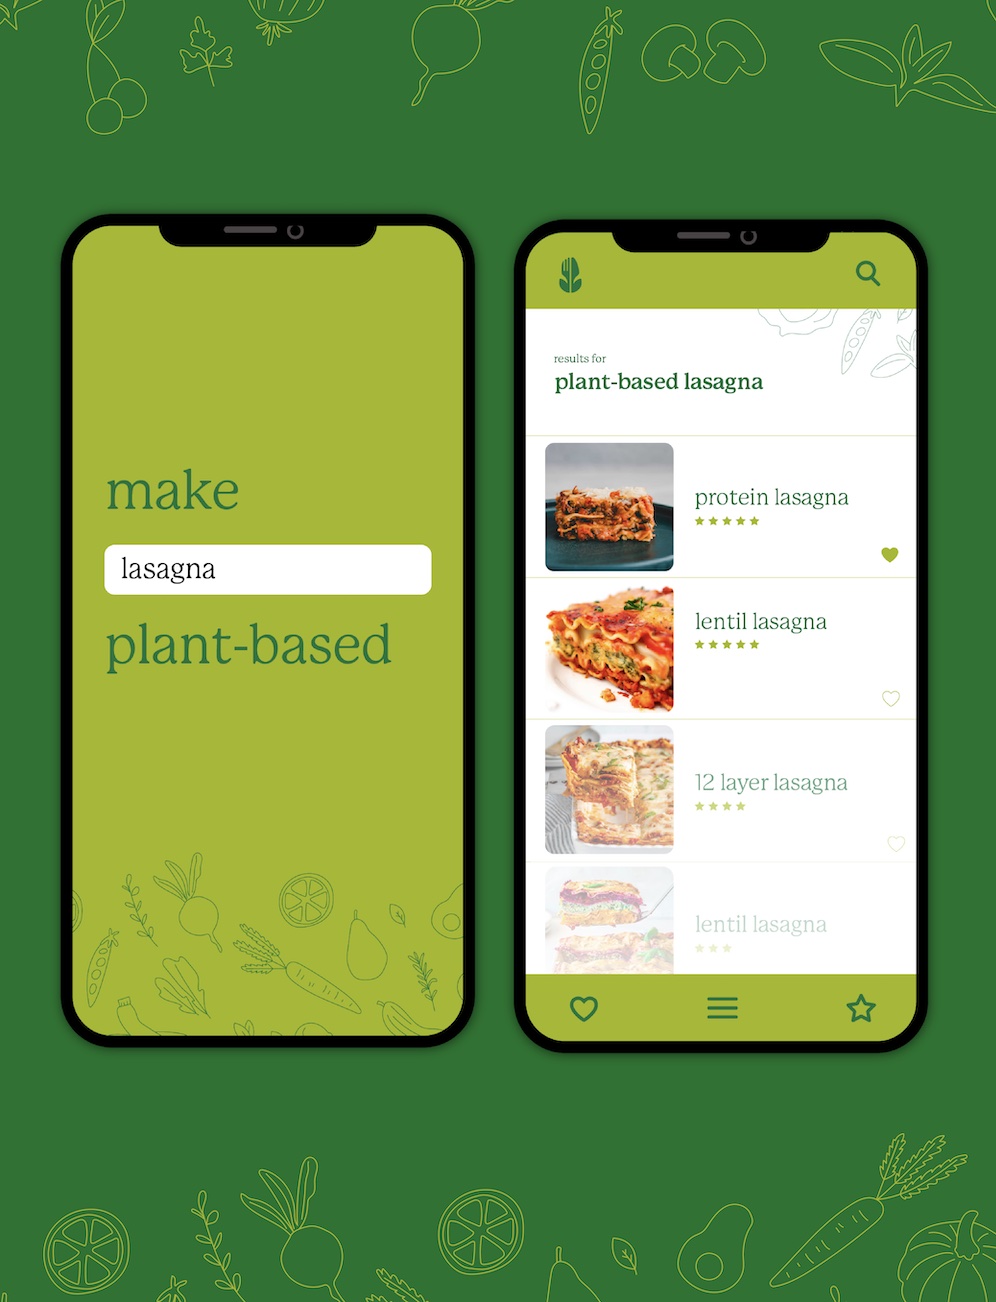 make
lasagna
plant-based
results for
plant-based lasagna
protein lasagna
lentil lasagna
12 layer lasagna
lentil lasagna